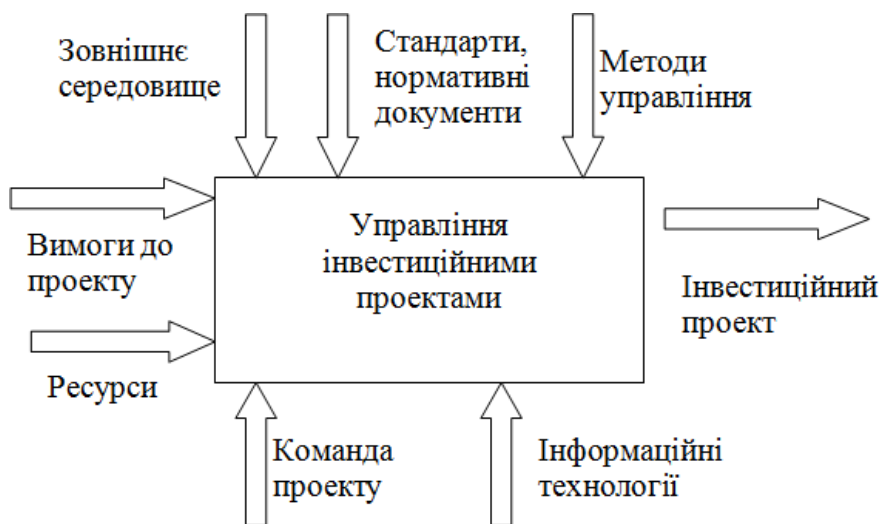 Зовнішнє
середовище
Стандарти,
нормативні
документи
Методи
управління
Вимоги до
проекту
Управління
інвестиційними
проектами
Інвестиційний
проект
Ресурси
Команда
проекту
Інформаційні
технології